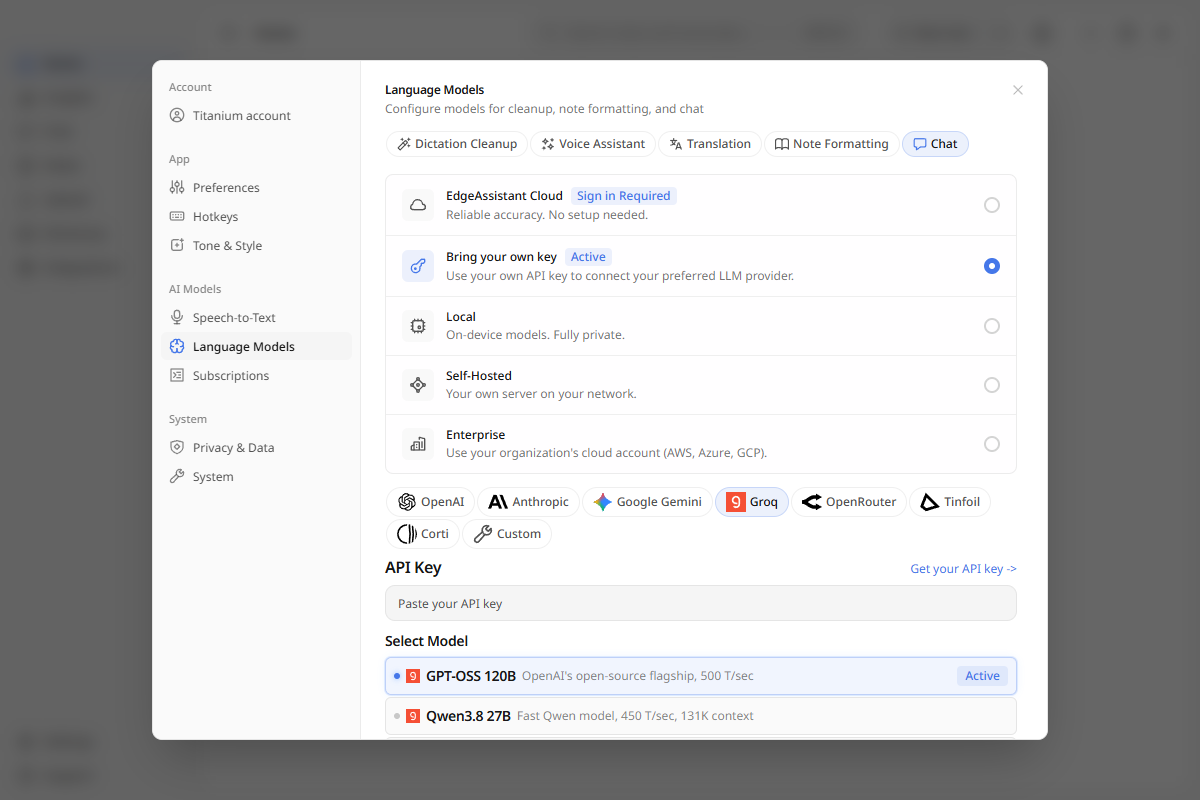 Account
Titanium account
App
Preferences
Hotkeys
Tone & Style
AI Models
Speech-to-Text
Language Models
Subscriptions
System
Privacy & Data
System
Language Models
Configure models for cleanup, note formatting, and chat
Dictation Cleanup Voice Assistant Translation Note Formatting Chat
EdgeAssistant Cloud Sign in Required
Reliable accuracy. No setup needed.
Bring your own key Active
Use your own API key to connect your preferred LLM provider.
Local
On-device models. Fully private.
Self-Hosted
Your own server on your network.
Enterprise
Use your organization's cloud account (AWS, Azure, GCP).
OpenAI Anthropic Google Gemini Groq OpenRouter Tinfoil
Corti Custom
API Key Get your API key ->
Paste your API key
Select Model
GPT-OSS 120B OpenAI's open-source flagship, 500 T/sec Active
Qwen3.8 27B Fast Qwen model, 450 T/sec, 131K context